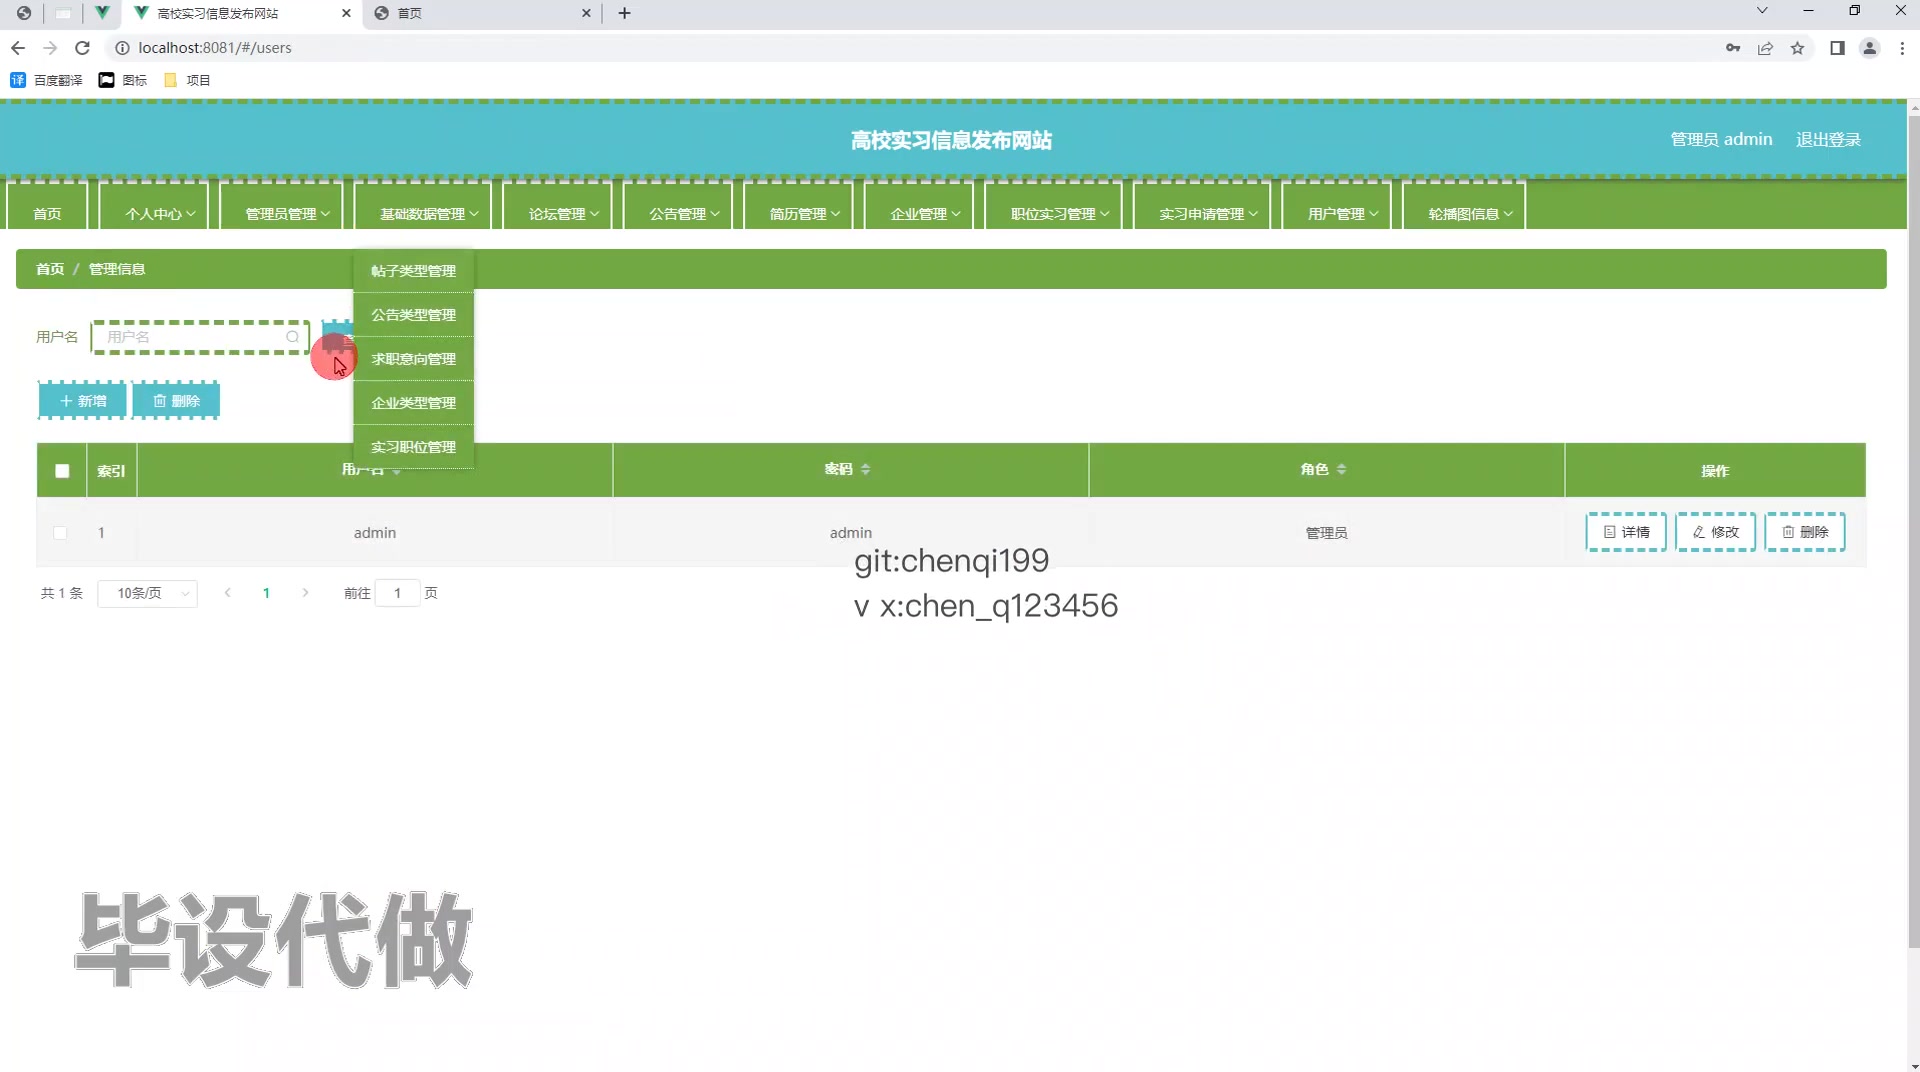 高校实习信息发布网站
首页
localhost:8081/#/users
百度翻译
图标
项目
高校实习信息发布网站
管理员 admin
退出登录
首页
个人中心
管理员管理
基础数据管理
论坛管理
公告管理
简历管理
企业管理
职位实习管理
实习申请管理
用户管理
轮播图信息
首页 / 管理信息
帖子类型管理
公告类型管理
求职意向管理
企业类型管理
实习职位管理
用户名
用户名
新增
删除
索引
用户名
密码
角色
操作
1
admin
admin
管理员
详情
修改
删除
git:chenqi199
v x:chen_q123456
共 1 条
10条/页
1
前往
1
页
毕设代做